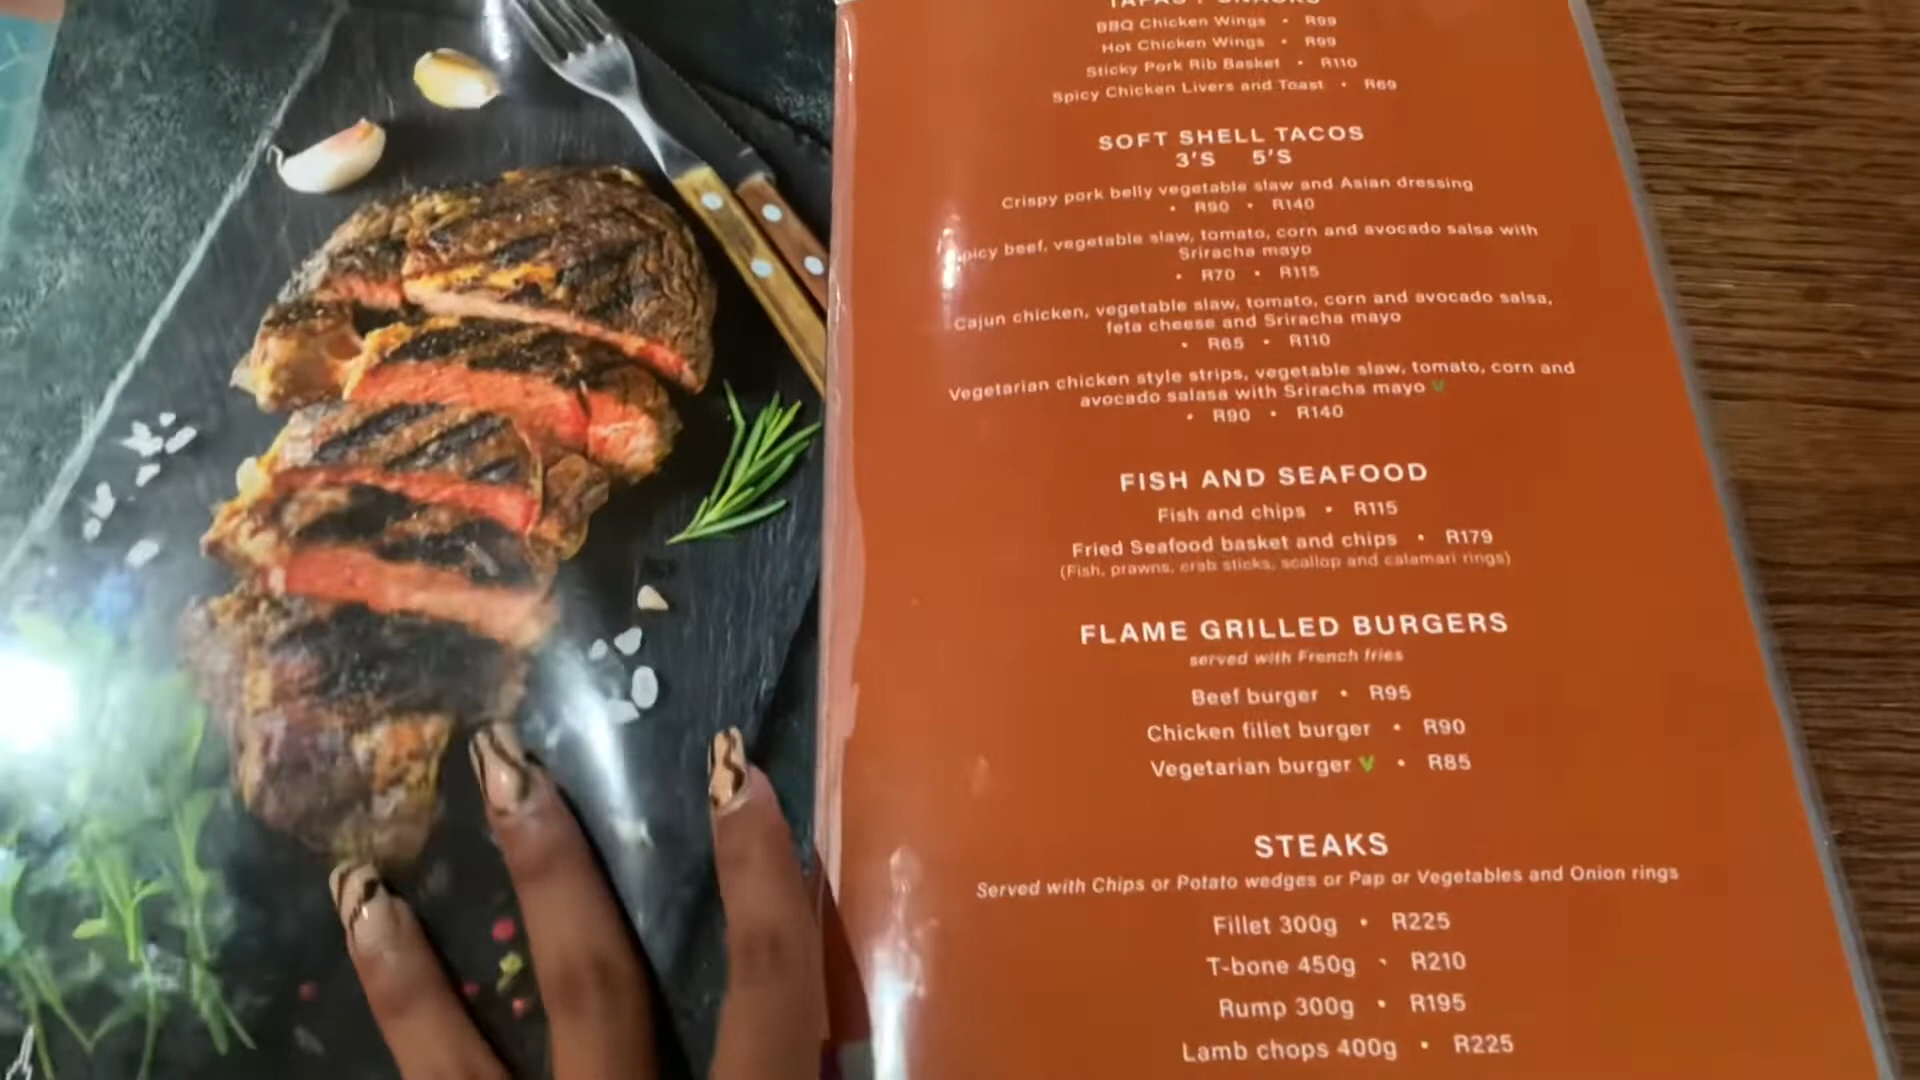 TAPAS / SNACKS
BBQ Chicken Wings • R99
Hot Chicken Wings • R99
Sticky Pork Rib Basket • R110
Spicy Chicken Livers and Toast • R69
SOFT SHELL TACOS
3'S 5'S
Crispy pork belly vegetable slaw and Asian dressing
• R90 • R140
Spicy beef, vegetable slaw, tomato, corn and avocado salsa with
Sriracha mayo
• R70 • R115
Cajun chicken, vegetable slaw, tomato, corn and avocado salsa,
feta cheese and Sriracha mayo
• R65 • R110
Vegetarian chicken style strips, vegetable slaw, tomato, corn and
avocado salasa with Sriracha mayo V
• R90 • R140
FISH AND SEAFOOD
Fish and chips • R115
Fried Seafood basket and chips • R179
(Fish, prawns, crab sticks, scallop and calamari rings)
FLAME GRILLED BURGERS
served with French fries
Beef burger • R95
Chicken fillet burger • R90
Vegetarian burger V • R85
STEAKS
Served with Chips or Potato wedges or Pap or Vegetables and Onion rings
Fillet 300g • R225
T-bone 450g • R210
Rump 300g • R195
Lamb chops 400g • R225